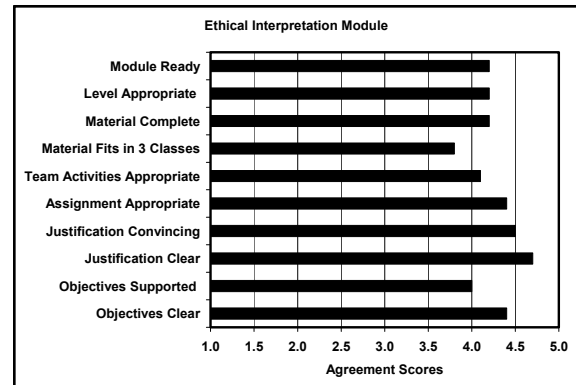 Ethical Interpretation Module
Module Ready
Level Appropriate
Material Complete
Material Fits in 3 Classes
Team Activities Appropriate
Assignment Appropriate
Justification Convincing
Justification Clear
Objectives Supported
Objectives Clear
1.0 1.5 2.0 2.5 3.0 3.5 4.0 4.5 5.0
Agreement Scores